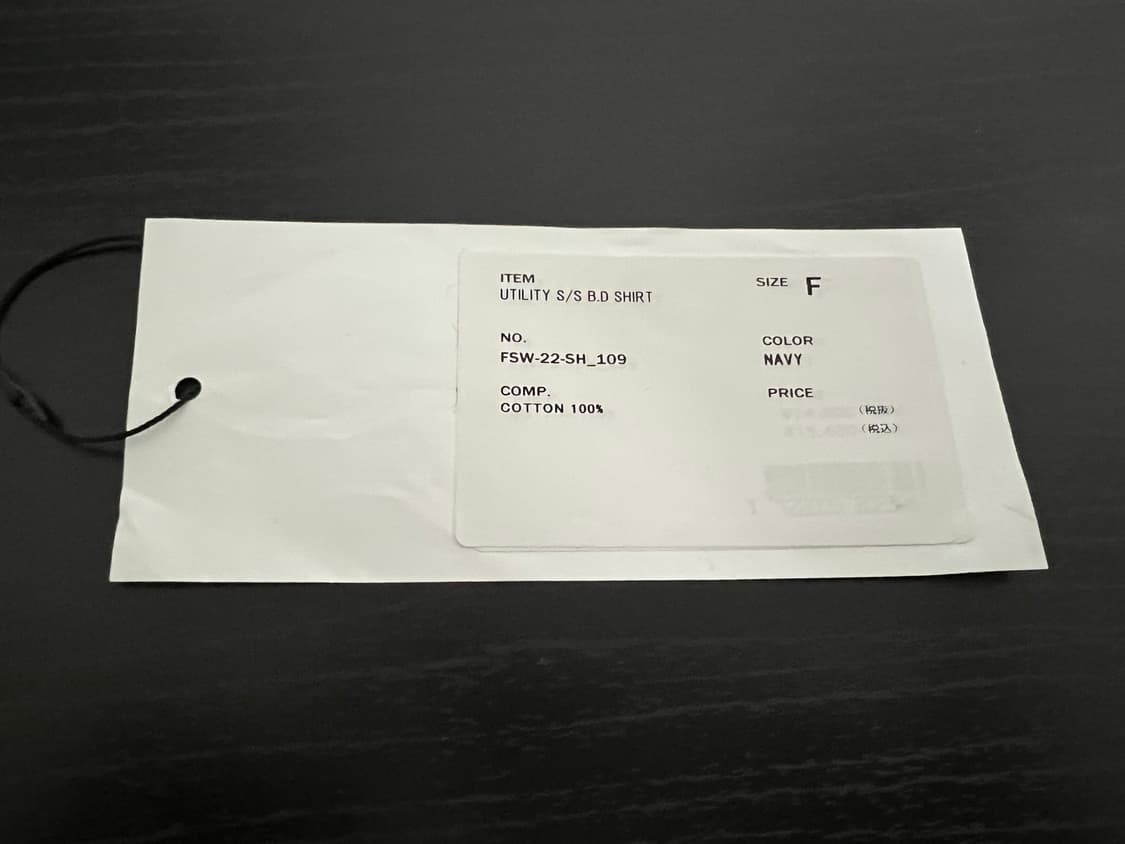 ITEM
UTILITY S/S B.D SHIRT
SIZE F
NO.
FSW-22-SH_109
COLOR
NAVY
COMP.
COTTON 100%
PRICE
(税抜)
(税込)